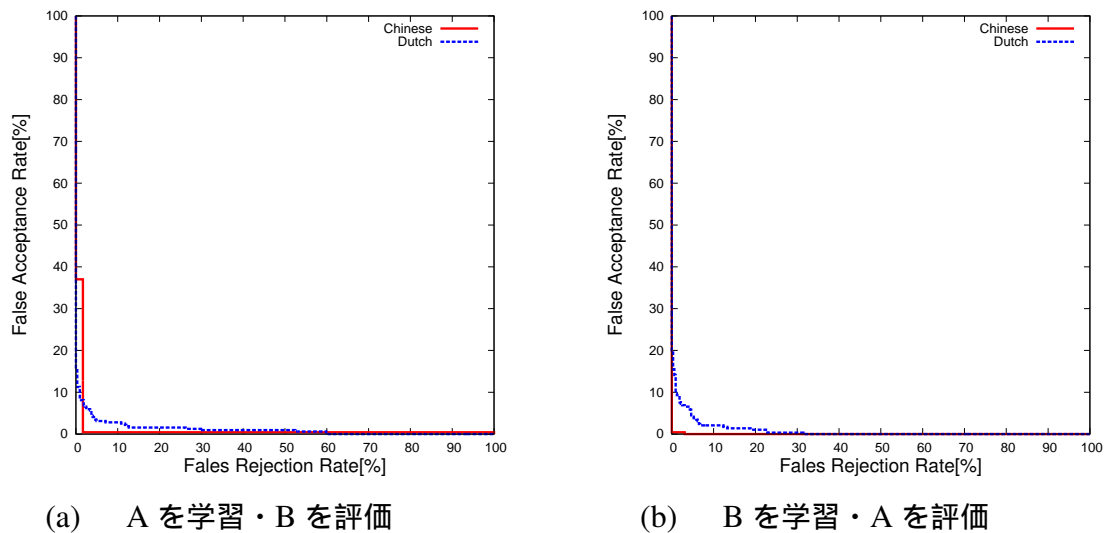 100
90
80
70
60
50
40
30
20
10
0
False Acceptance Rate[%]
Chinese
Dutch
0 10 20 30 40 50 60 70 80 90 100
Fales Rejection Rate[%]
(a) A を学習・B を評価
100
90
80
70
60
50
40
30
20
10
0
False Acceptance Rate[%]
Chinese
Dutch
0 10 20 30 40 50 60 70 80 90 100
Fales Rejection Rate[%]
(b) B を学習・A を評価